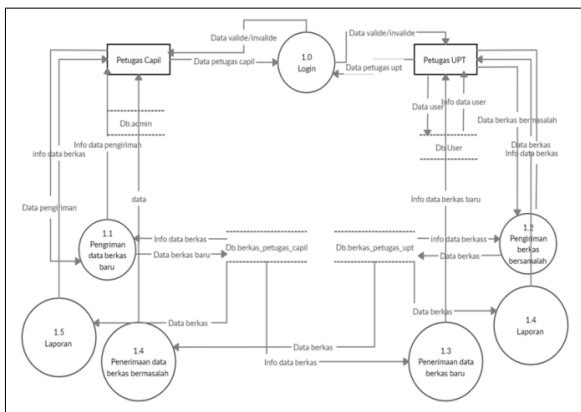 Data valide/invalide
Data valide/invalide
Petugas Capil
Data petugas capil
1.0
Login
Data petugas upt
Petugas UPT
Data user
Info data user
Db.admin
Data berkas bermasalah
Info data pengiriman
info data berkas
Db.User
Data berkas
Info data berkas
data
Info data berkas baru
Data pengiriman
1.1
Pengriman
data berkas
baru
Info data berkas
Data berkas baru
Db.berkas_petugas_capil
Db.berkas_petugas_upt
info data berkess
Data berkas
1.2
Pengiriman
berkas
bersamalah
1.5
Laporan
Data berkas
Data berkas
1.4
Laporan
1.4
Penerimaan data
berkas bermasalah
Data berkas
Info data berkas
1.3
Penerimaan data
berkas baru